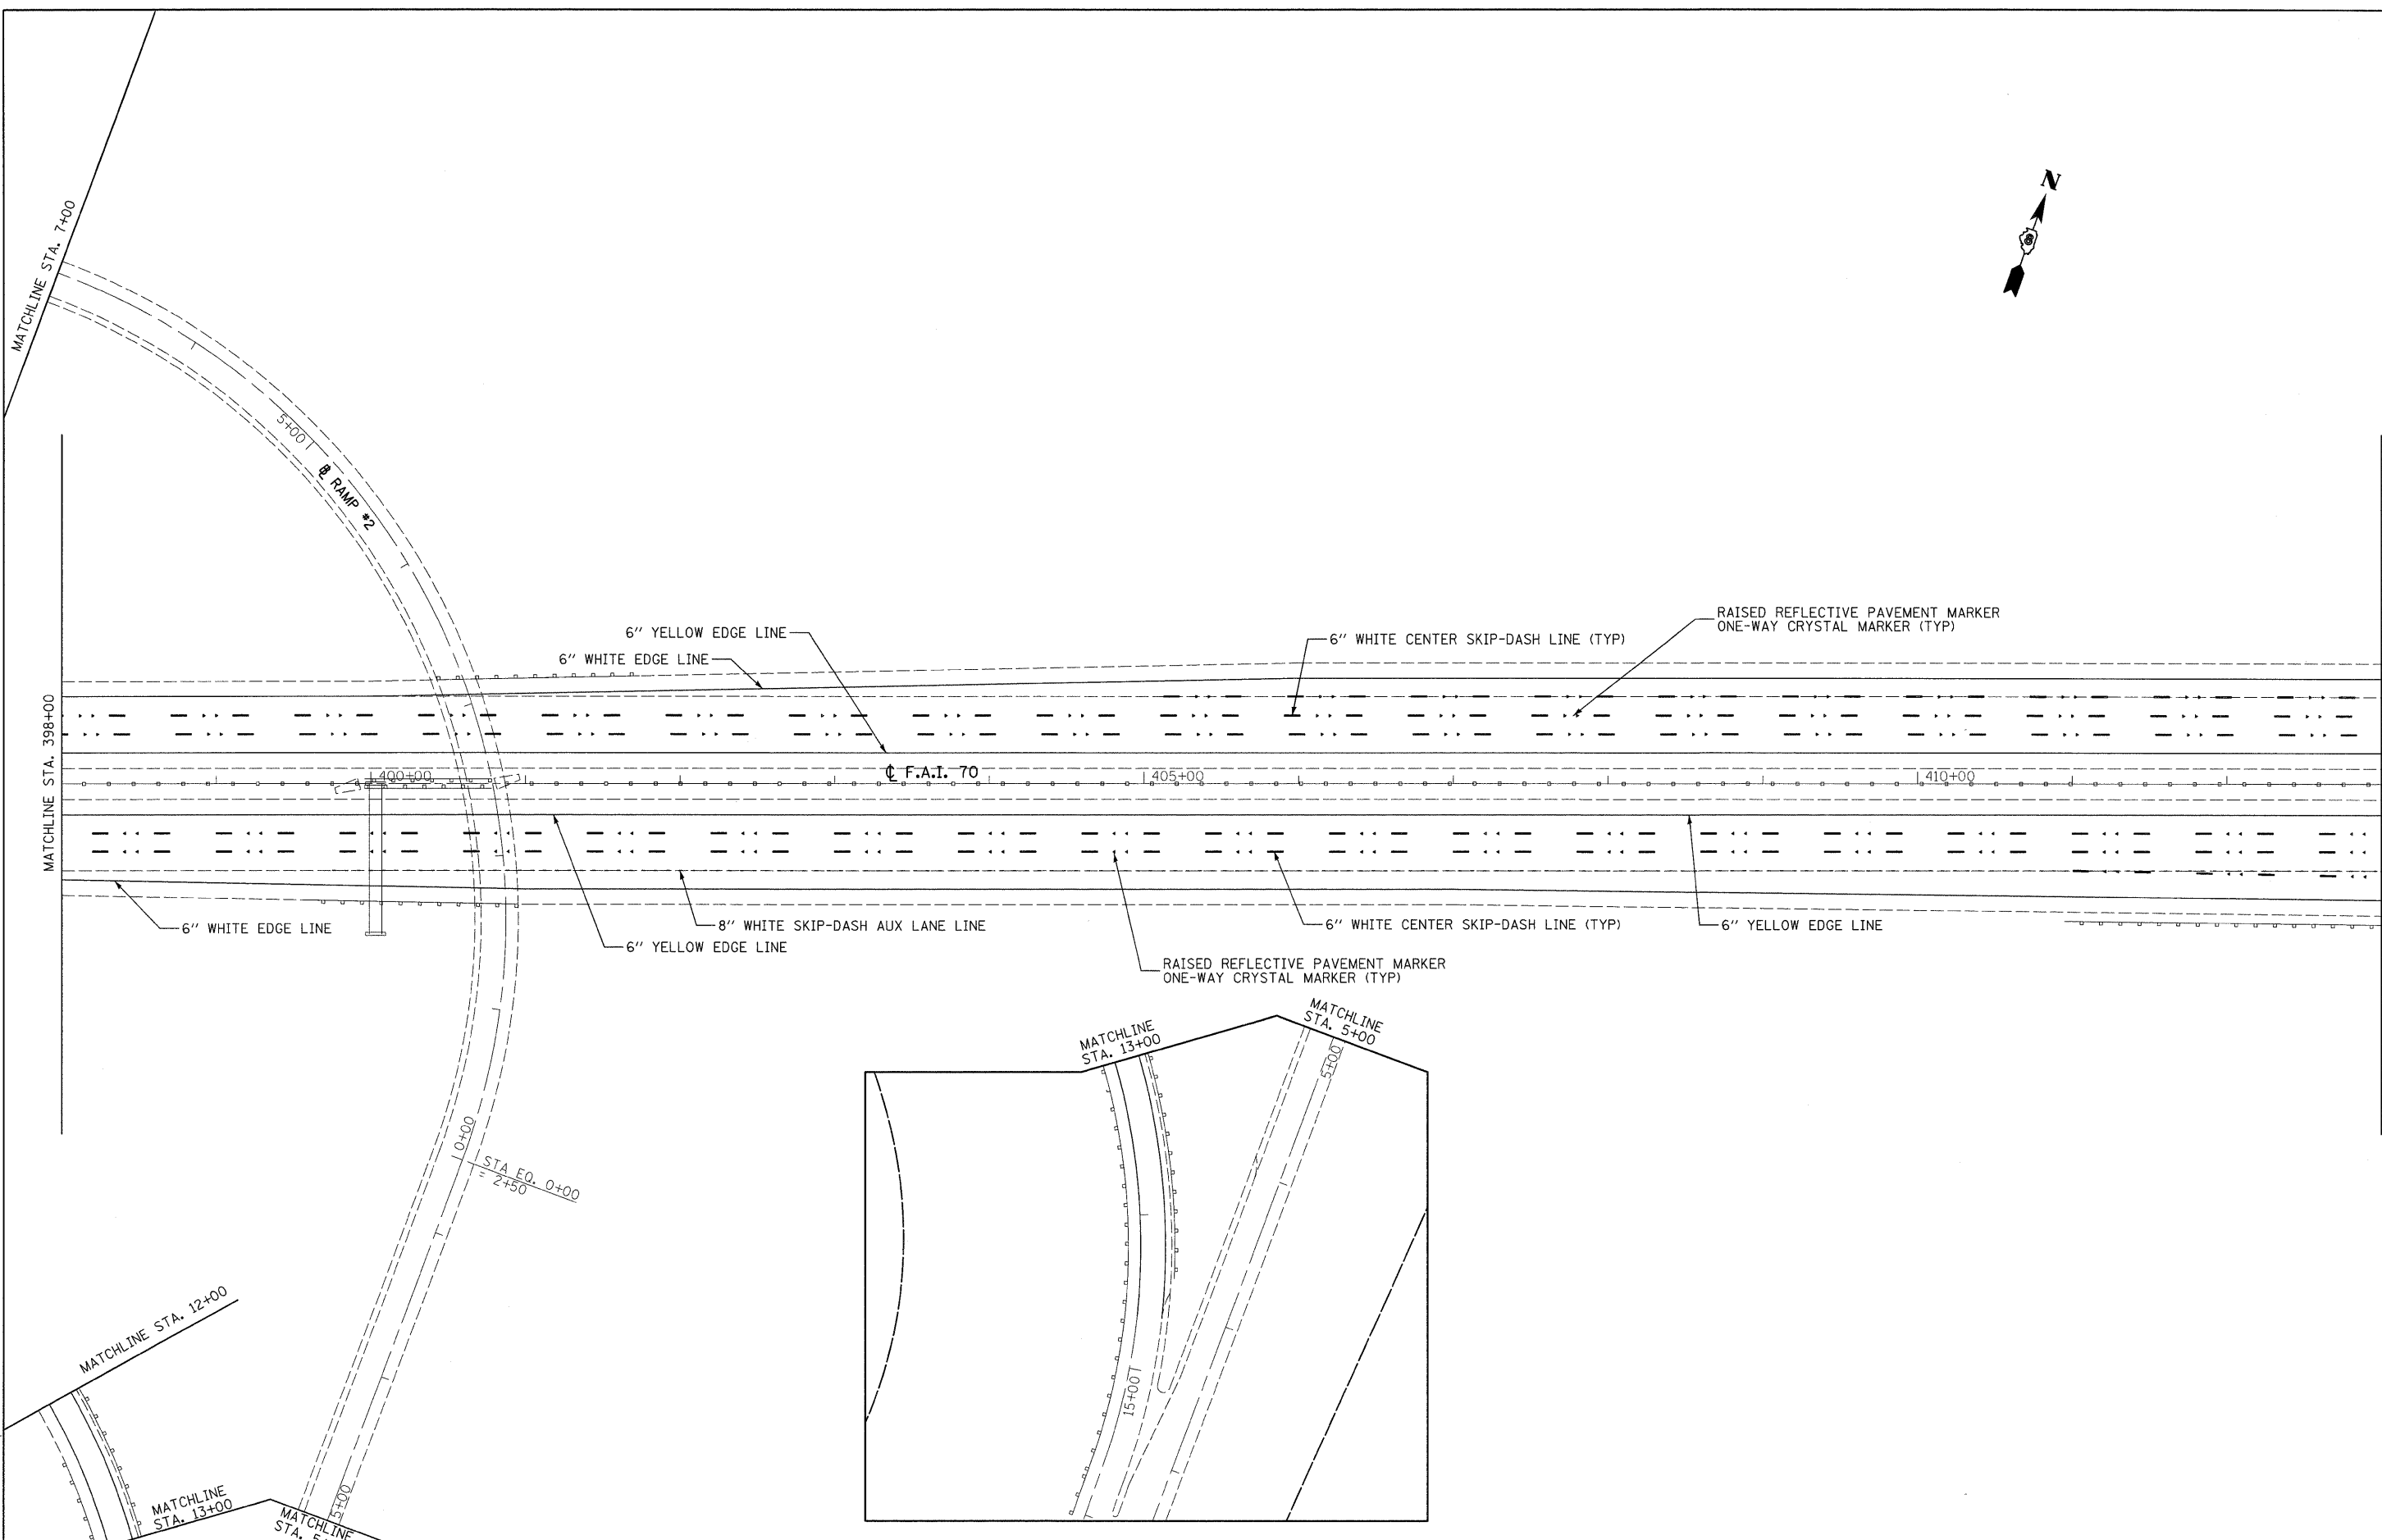 N
MATCHLINE STA. 7+00
5+00
℄ RAMP #2
6" YELLOW EDGE LINE
6" WHITE EDGE LINE
6" WHITE CENTER SKIP-DASH LINE (TYP)
RAISED REFLECTIVE PAVEMENT MARKER
ONE-WAY CRYSTAL MARKER (TYP)
MATCHLINE STA. 398+00
400+00
℄ F.A.I. 70
405+00
410+00
6" WHITE EDGE LINE
8" WHITE SKIP-DASH AUX LANE LINE
6" YELLOW EDGE LINE
6" WHITE CENTER SKIP-DASH LINE (TYP)
6" YELLOW EDGE LINE
RAISED REFLECTIVE PAVEMENT MARKER
ONE-WAY CRYSTAL MARKER (TYP)
MATCHLINE
STA. 13+00
MATCHLINE
STA. 5+00
5+00
15+00
0+00
STA EQ. 0+00
= 2+50
MATCHLINE STA. 12+00
MATCHLINE
STA. 13+00
5+00
MATCHLINE
STA.